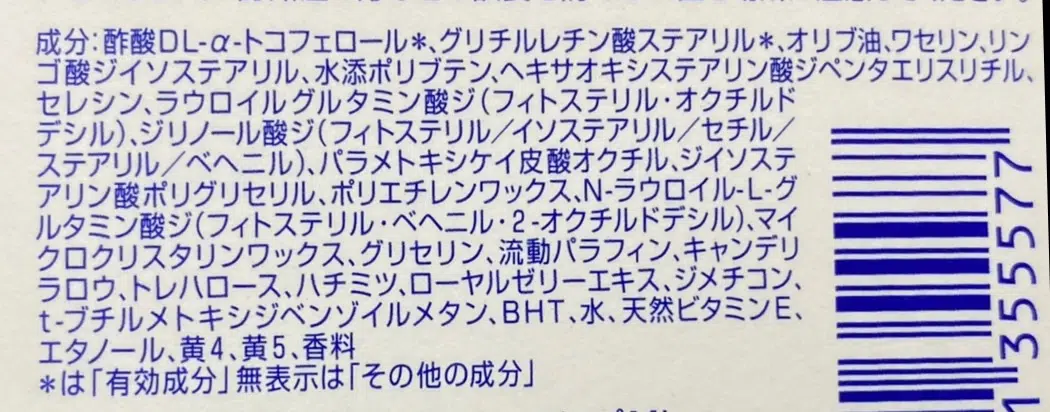 成分：酢酸DL-α-トコフェロール*、グリチルレチン酸ステアリル*、オリブ油、ワセリン、リン
ゴ酸ジイソステアリル、水添ポリブテン、ヘキサオキシステアリン酸ジペンタエリスリチル、
セレシン、ラウロイルグルタミン酸ジ(フィトステリル・オクチルド
デシル)、ジリノール酸ジ(フィトステリル／イソステアリル／セチル／
ステアリル／ベヘニル)、パラメトキシケイ皮酸オクチル、ジイソステ
アリン酸ポリグリセリル、ポリエチレンワックス、N-ラウロイル-L-グ
ルタミン酸ジ(フィトステリル・ベヘニル・2-オクチルドデシル)、マイ
クロクリスタリンワックス、グリセリン、流動パラフィン、キャンデリ
ラロウ、トレハロース、ハチミツ、ローヤルゼリーエキス、ジメチコン、
t-ブチルメトキシジベンゾイルメタン、BHT、水、天然ビタミンE、
エタノール、黄4、黄5、香料
*は「有効成分」無表示は「その他の成分」
1355577